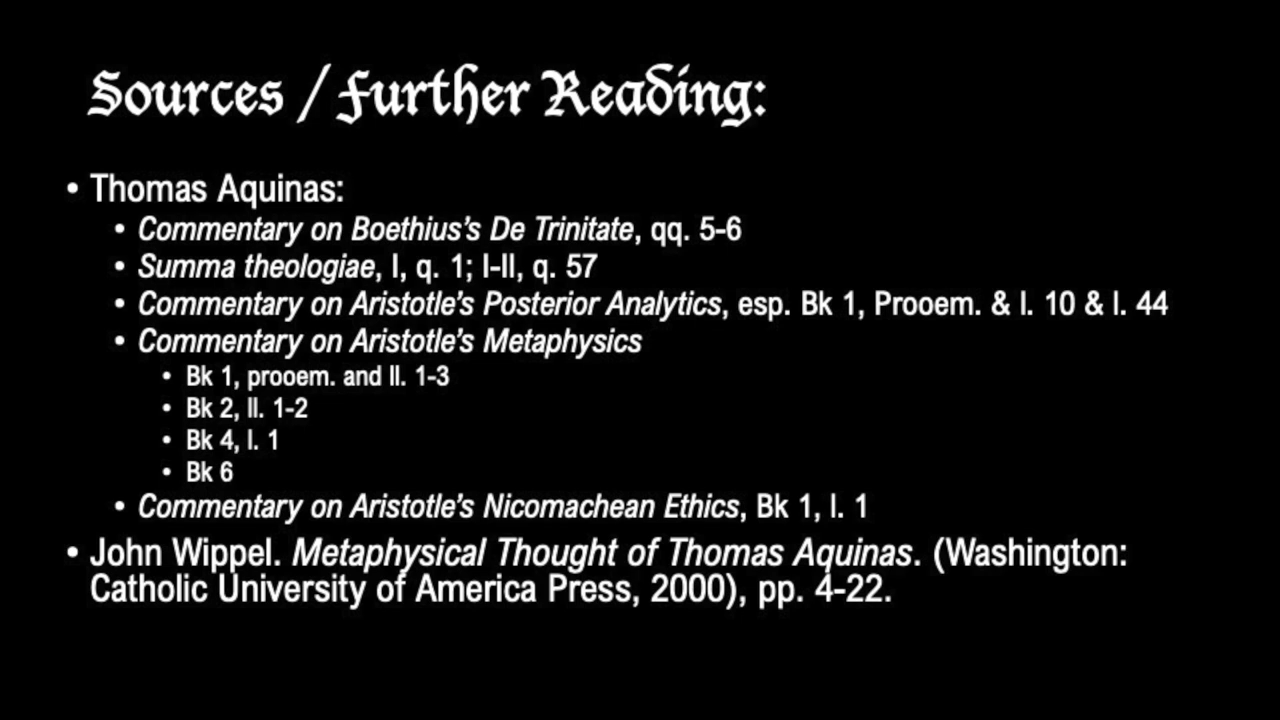 Sources / Further Reading:
• Thomas Aquinas:
• Commentary on Boethius’s De Trinitate, qq. 5-6
• Summa theologiae, I, q. 1; I-II, q. 57
• Commentary on Aristotle’s Posterior Analytics, esp. Bk 1, Prooem. & l. 10 & l. 44
• Commentary on Aristotle’s Metaphysics
• Bk 1, prooem. and ll. 1-3
• Bk 2, ll. 1-2
• Bk 4, l. 1
• Bk 6
• Commentary on Aristotle’s Nicomachean Ethics, Bk 1, l. 1
• John Wippel. Metaphysical Thought of Thomas Aquinas. (Washington:
Catholic University of America Press, 2000), pp. 4-22.